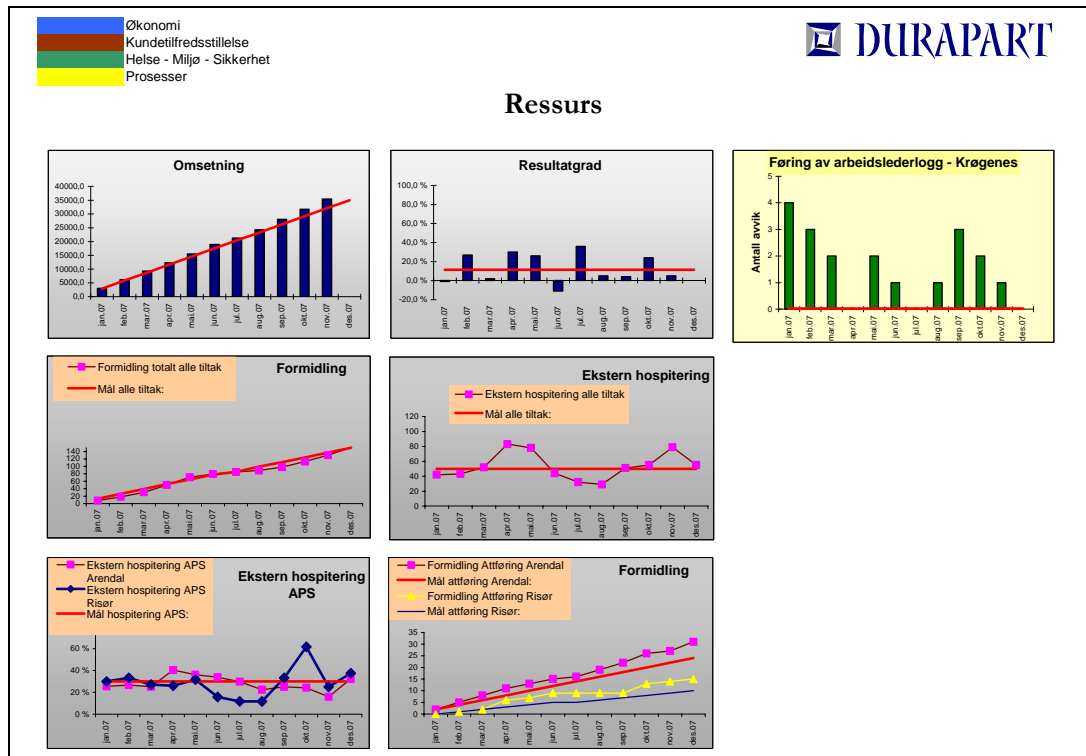 Økonomi
Kundetilfredsstillelse
Helse - Miljø - Sikkerhet
Prosesser
DURAPART
Ressurs
Omsetning
40000,0
35000,0
30000,0
25000,0
20000,0
15000,0
10000,0
5000,0
0,0
jan.07
feb.07
mar.07
apr.07
mai.07
jun.07
jul.07
aug.07
sep.07
okt.07
nov.07
des.07
Resultatgrad
100,0 %
80,0 %
60,0 %
40,0 %
20,0 %
0,0 %
-20,0 %
jan.07
feb.07
mar.07
apr.07
mai.07
jun.07
jul.07
aug.07
sep.07
okt.07
nov.07
des.07
Føring av arbeidslederlogg - Krøgenes
Antall avvik
5
4
3
2
1
0
jan.07
feb.07
mar.07
apr.07
mai.07
jun.07
jul.07
aug.07
sep.07
okt.07
nov.07
des.07
Formidling totalt alle tiltak
Mål alle tiltak:
Formidling
140
120
100
80
60
40
20
0
jan.07
feb.07
mar.07
apr.07
mai.07
jun.07
jul.07
aug.07
sep.07
okt.07
nov.07
des.07
Ekstern hospitering
Ekstern hospitering alle tiltak
Mål alle tiltak:
120
100
80
60
40
20
0
jan.07
feb.07
mar.07
apr.07
mai.07
jun.07
jul.07
aug.07
sep.07
okt.07
nov.07
des.07
Ekstern hospitering APS
Arendal
Ekstern hospitering APS
Risør
Mål hospitering APS:
Ekstern hospitering
APS
60 %
40 %
20 %
0 %
jan.07
feb.07
mar.07
apr.07
mai.07
jun.07
jul.07
aug.07
sep.07
okt.07
nov.07
des.07
Formidling Attføring Arendal
Mål attføring Arendal:
Formidling Attføring Risør
Mål attføring Risør:
Formidling
35
30
25
20
15
10
5
0
jan.07
feb.07
mar.07
apr.07
mai.07
jun.07
jul.07
aug.07
sep.07
okt.07
nov.07
des.07